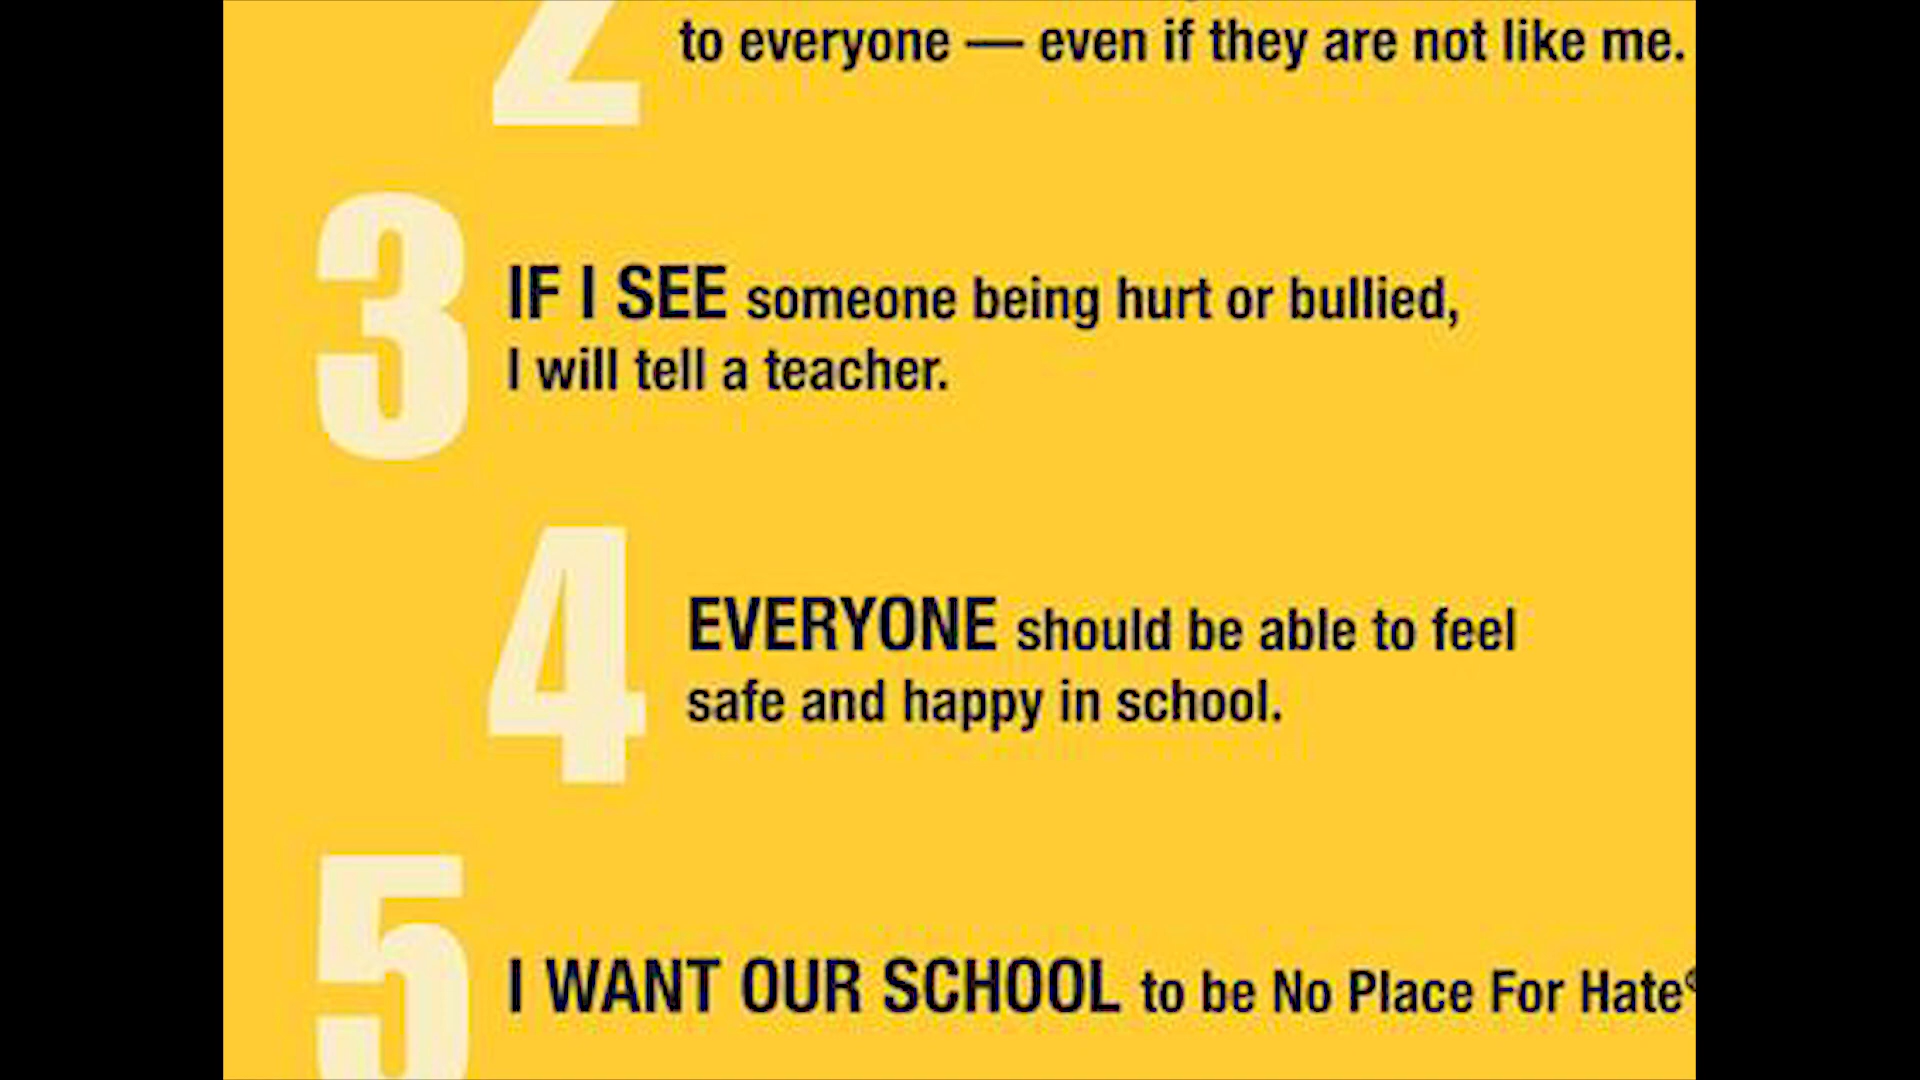 2
to everyone — even if they are not like me.
3
IF I SEE someone being hurt or bullied,
I will tell a teacher.
4
EVERYONE should be able to feel
safe and happy in school.
5
I WANT OUR SCHOOL to be No Place For Hate